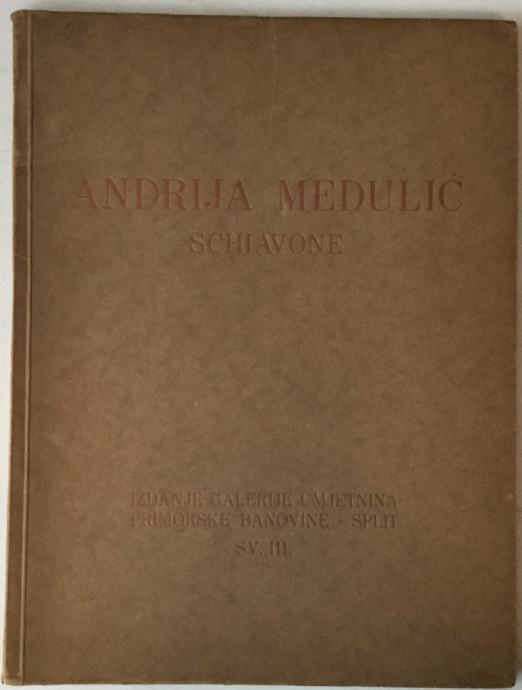 ANDRIJA MEDULIĆ
SCHIAVONE
IZDANJE GALERIJE UMJETNINA
PRIMORSKE BANOVINE · SPLIT
SV. III.